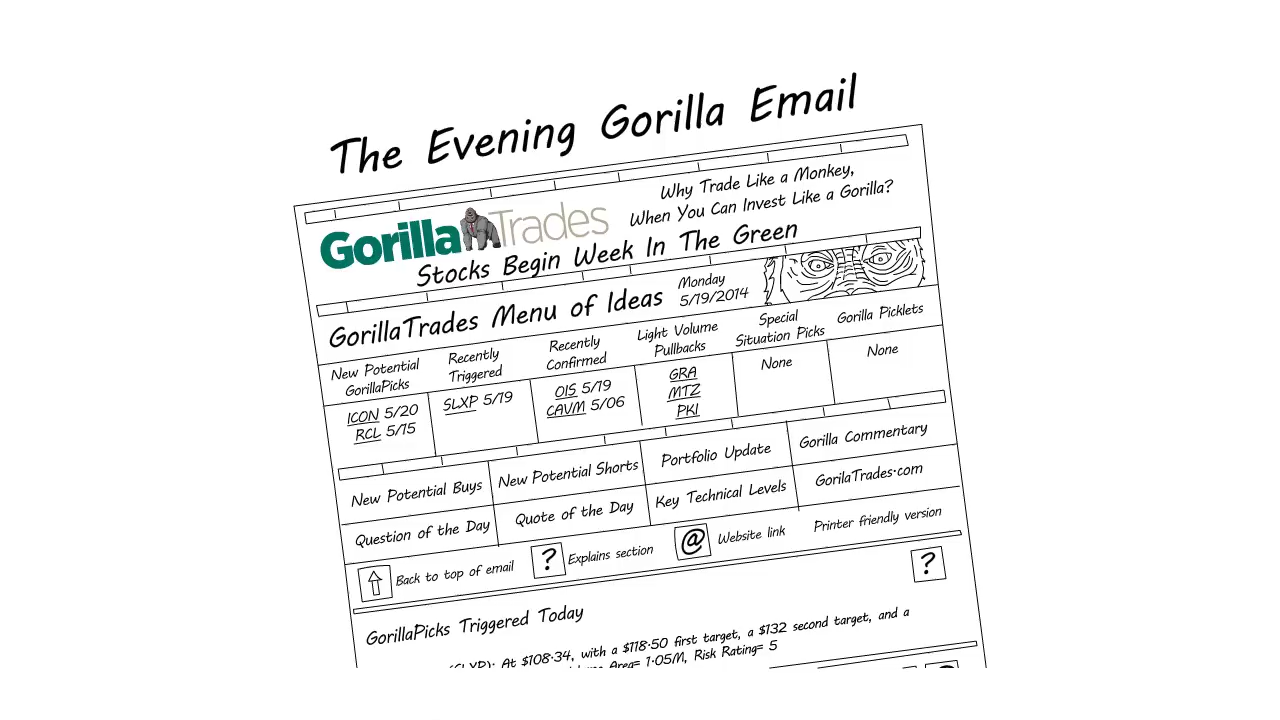 The Evening Gorilla Email
Why Trade Like a Monkey,
When You Can Invest Like a Gorilla?
GorillaTrades
Stocks Begin Week In The Green
GorillaTrades Menu of Ideas
Monday
5/19/2014
New Potential
GorillaPicks
Recently
Triggered
Recently
Confirmed
Light Volume
Pullbacks
Special
Situation Picks
Gorilla Picklets
ICON 5/20
RCL 5/15
SLXP 5/19
OIS 5/19
CAVM 5/06
GRA
MTZ
PKI
None
None
New Potential Buys
New Potential Shorts
Portfolio Update
Gorilla Commentary
Question of the Day
Quote of the Day
Key Technical Levels
GorilaTrades.com
Back to top of email
?
Explains section
@
Website link
Printer friendly version
?
GorillaPicks Triggered Today
(SLXP): At $108.34, with a $118.50 first target, a $132 second target, and a
Area= 1.05M, Risk Rating= 5